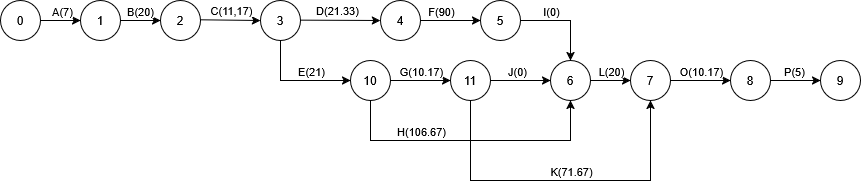 A(7) B(20) C(11,17) D(21.33) F(90) I(0)
0 1 2 3 4 5
E(21) G(10.17) J(0) L(20) O(10.17) P(5)
10 11 6 7 8 9
H(106.67)
K(71.67)